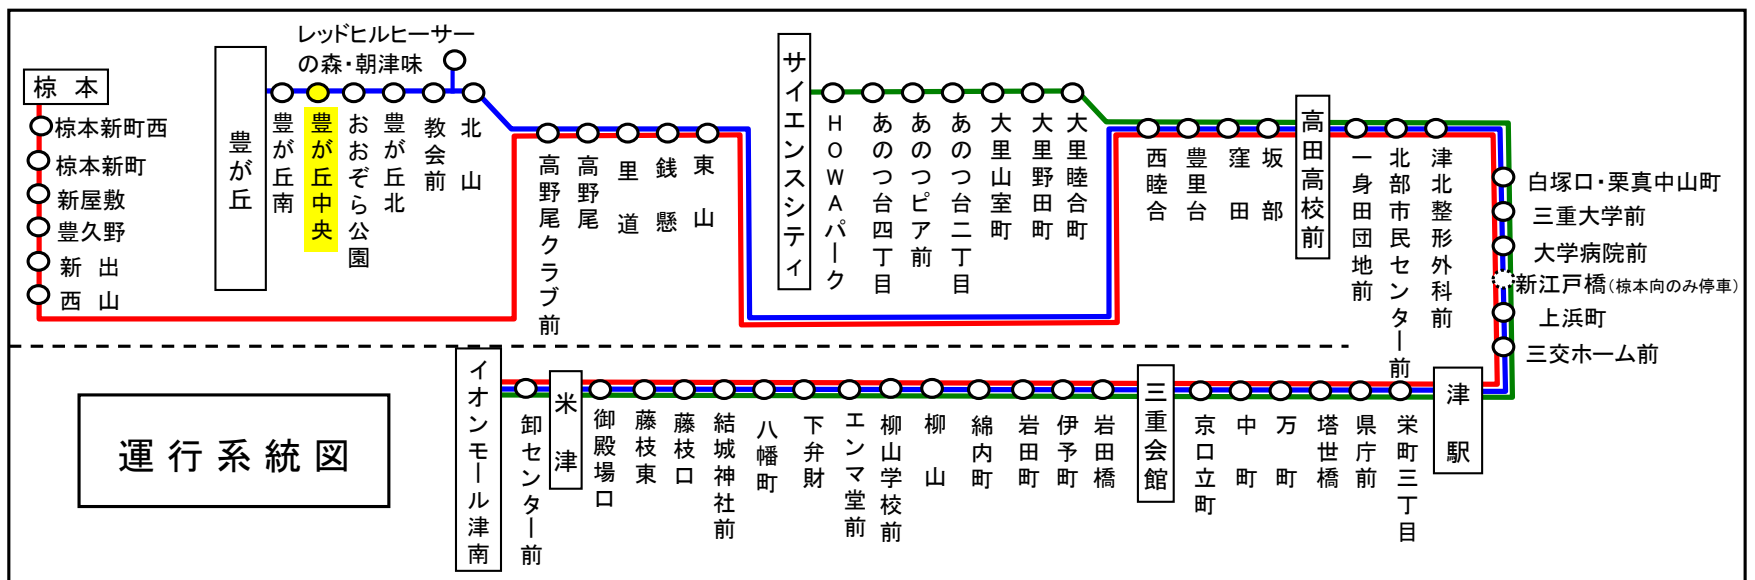 椋本
椋本新町西
椋本新町
新屋敷
豊久野
新出
西山
豊が丘
豊が丘南
豊が丘中央
おおぞら公園
豊が丘北
教会前
レッドヒルヒーサー
の森・朝津味
北山
高野尾クラブ前
高野尾
里道
銭懸
東山
サイエンスシティ
HOWAパーク
あのつ台四丁目
あのつピア前
あのつ台二丁目
大里山室町
大里野田町
大里睦合町
西睦合
豊里台
窪田
坂部
高田高校前
一身田団地前
北部市民センター前
津北整形外科前
白塚口・栗真中山町
三重大学前
大学病院前
新江戸橋(椋本向のみ停車)
上浜町
三交ホーム前
津駅
栄町三丁目
県庁前
塔世橋
万町
中町
京口立町
三重会館
岩田橋
伊予町
岩田町
綿内町
柳山
柳山学校前
エンマ堂前
下弁財
八幡町
結城神社前
藤枝口
藤枝東
御殿場口
米津
卸センター前
イオンモール津南
運行系統図